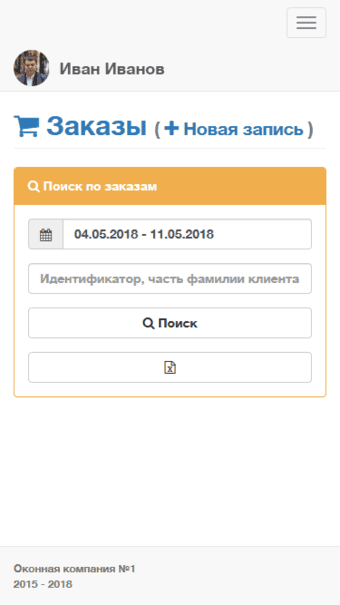 Иван Иванов
Заказы ( + Новая запись )
Поиск по заказам
04.05.2018 - 11.05.2018
Идентификатор, часть фамилии клиента
Поиск
Оконная компания №1
2015 - 2018